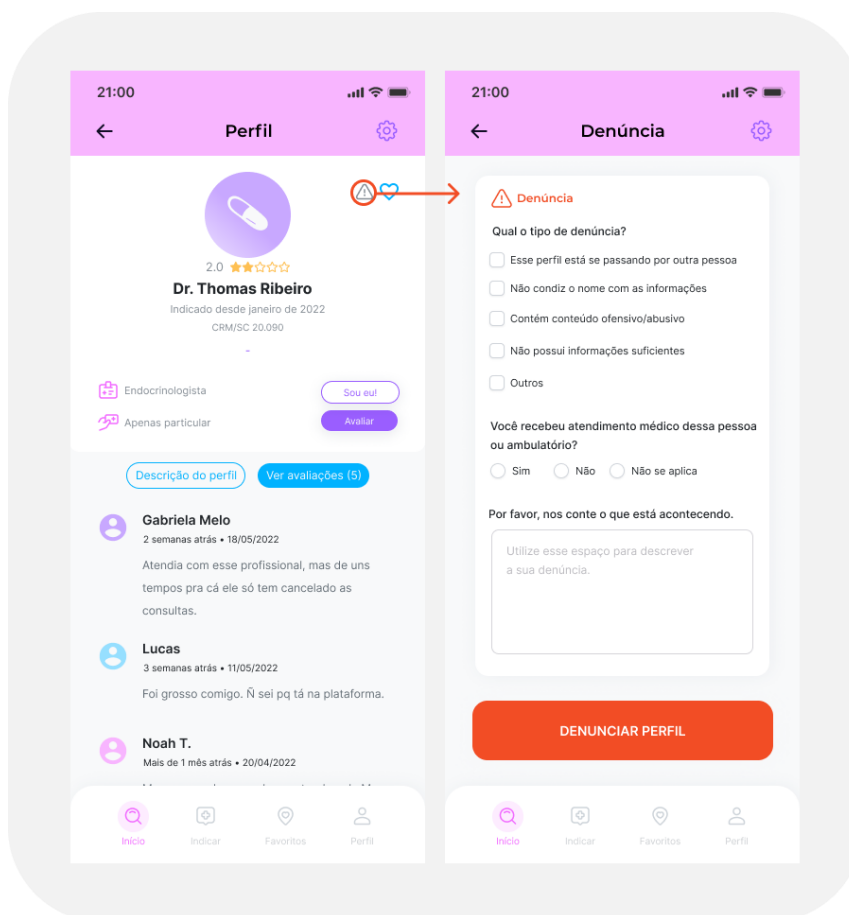 21:00
Perfil
2.0
Dr. Thomas Ribeiro
Indicado desde janeiro de 2022
CRM/SC 20.090
-
Endocrinologista
Sou eu!
Apenas particular
Avaliar
Descrição do perfil
Ver avaliações (5)
Gabriela Melo
2 semanas atrás • 18/05/2022
Atendia com esse profissional, mas de uns
tempos pra cá ele só tem cancelado as
consultas.
Lucas
3 semanas atrás • 11/05/2022
Foi grosso comigo. Ñ sei pq tá na plataforma.
Noah T.
Mais de 1 mês atrás • 20/04/2022
Início
Indicar
Favoritos
Perfil
21:00
Denúncia
Denúncia
Qual o tipo de denúncia?
Esse perfil está se passando por outra pessoa
Não condiz o nome com as informações
Contém conteúdo ofensivo/abusivo
Não possui informações suficientes
Outros
Você recebeu atendimento médico dessa pessoa
ou ambulatório?
Sim
Não
Não se aplica
Por favor, nos conte o que está acontecendo.
Utilize esse espaço para descrever
a sua denúncia.
DENUNCIAR PERFIL
Início
Indicar
Favoritos
Perfil